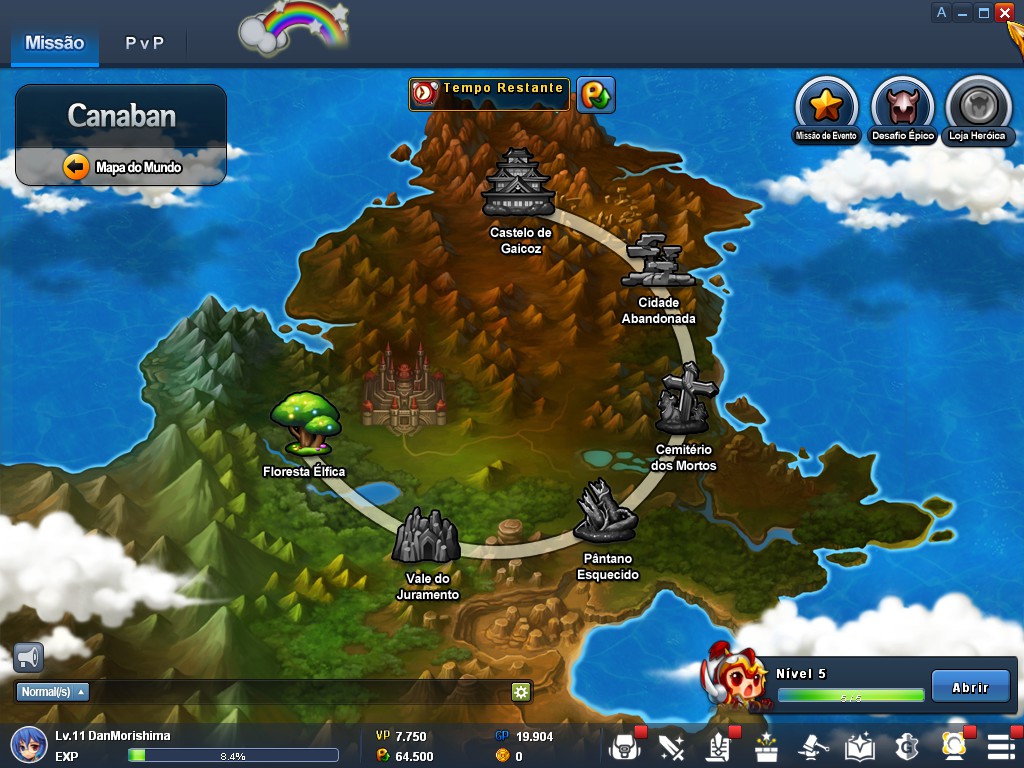 Missão
P v P
A
Canaban
Mapa do Mundo
Tempo Restante
Missão de Evento
Desafio Épico
Loja Heróica
Castelo de
Gaicoz
Cidade
Abandonada
Cemitério
dos Mortos
Floresta Élfica
Pântano
Esquecido
Vale do
Juramento
Nível 5
5 / 5
Abrir
Normal(/s)
Lv.11 DanMorishima
EXP
8.4%
VP 7.750
GP 19.904
64.500
0